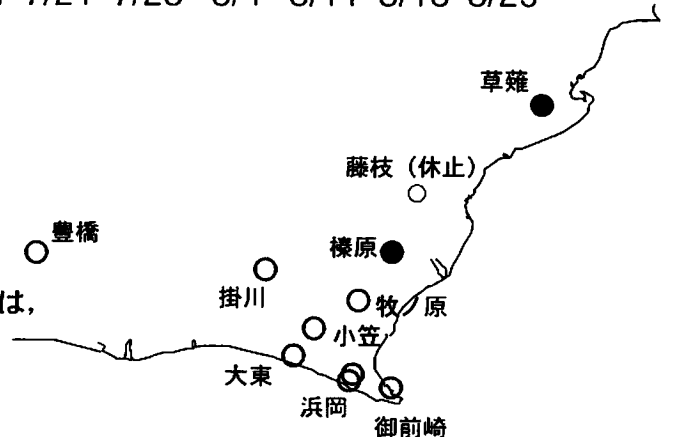 草薙
藤枝（休止）
豊橋
榛原
掛川
牧ノ原
は，
小笠
大東
浜岡
御前崎